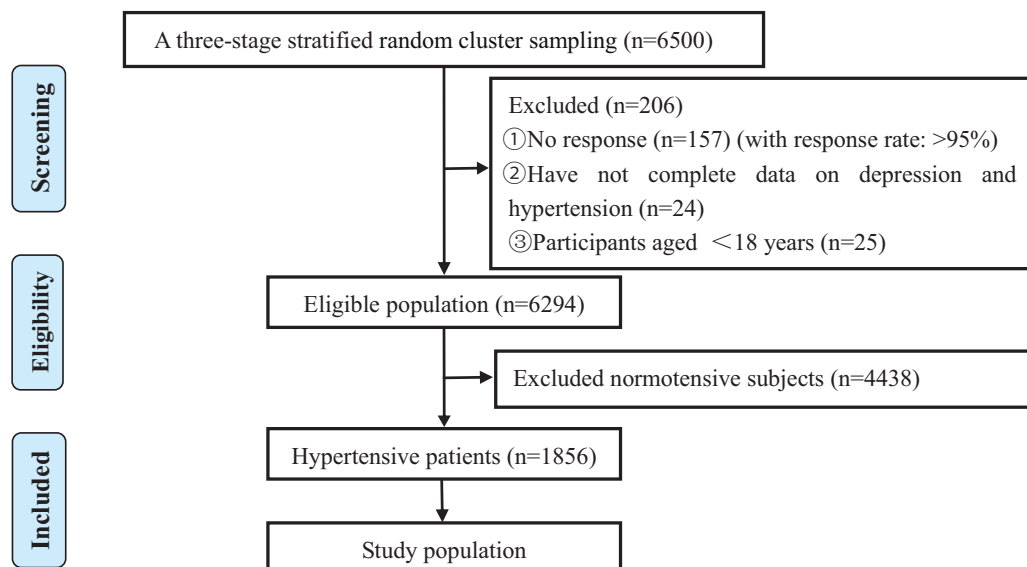 A three-stage stratified random cluster sampling (n=6500)
Screening
Excluded (n=206)
①No response (n=157) (with response rate: >95%)
②Have not complete data on depression and
hypertension (n=24)
③Participants aged ＜18 years (n=25)
Eligibility
Eligible population (n=6294)
Excluded normotensive subjects (n=4438)
Included
Hypertensive patients (n=1856)
Study population